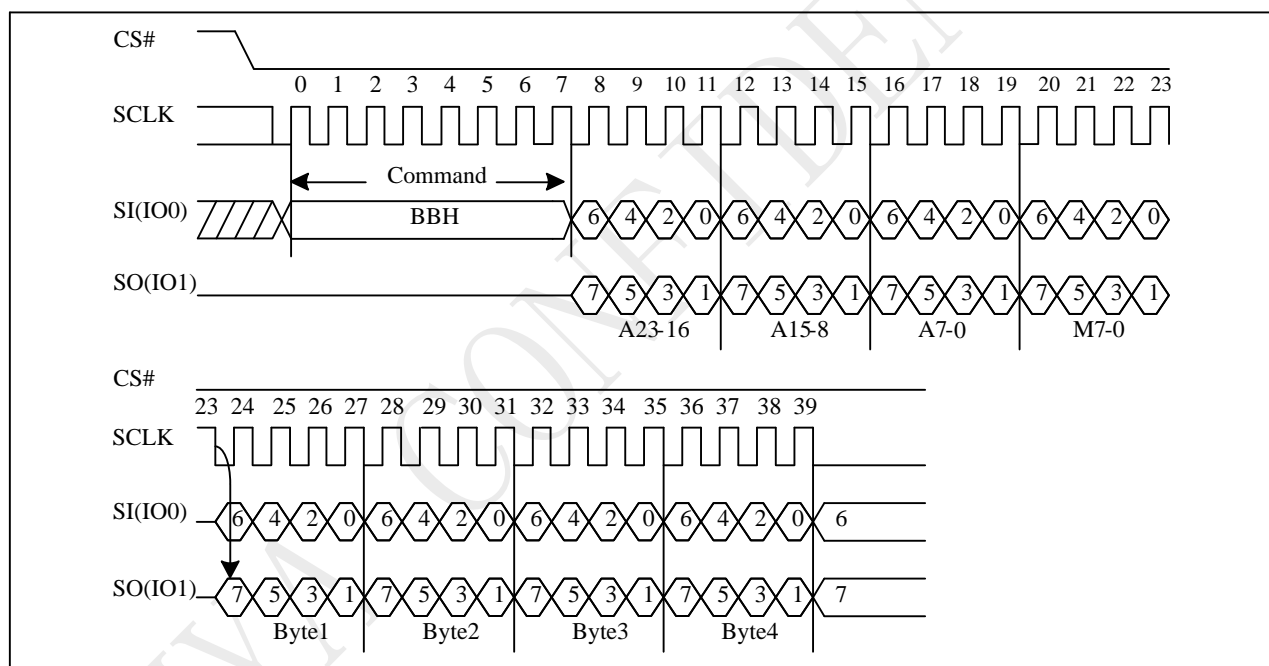 CS#
0 1 2 3 4 5 6 7 8 9 10 11 12 13 14 15 16 17 18 19 20 21 22 23
SCLK
Command
SI(IO0) BBH 6 4 2 0 6 4 2 0 6 4 2 0 6 4 2 0
SO(IO1) 7 5 3 1 7 5 3 1 7 5 3 1 7 5 3 1
A23-16 A15-8 A7-0 M7-0
CS#
23 24 25 26 27 28 29 30 31 32 33 34 35 36 37 38 39
SCLK
SI(IO0) 6 4 2 0 6 4 2 0 6 4 2 0 6 4 2 0 6
SO(IO1) 7 5 3 1 7 5 3 1 7 5 3 1 7 5 3 1 7
Byte1 Byte2 Byte3 Byte4